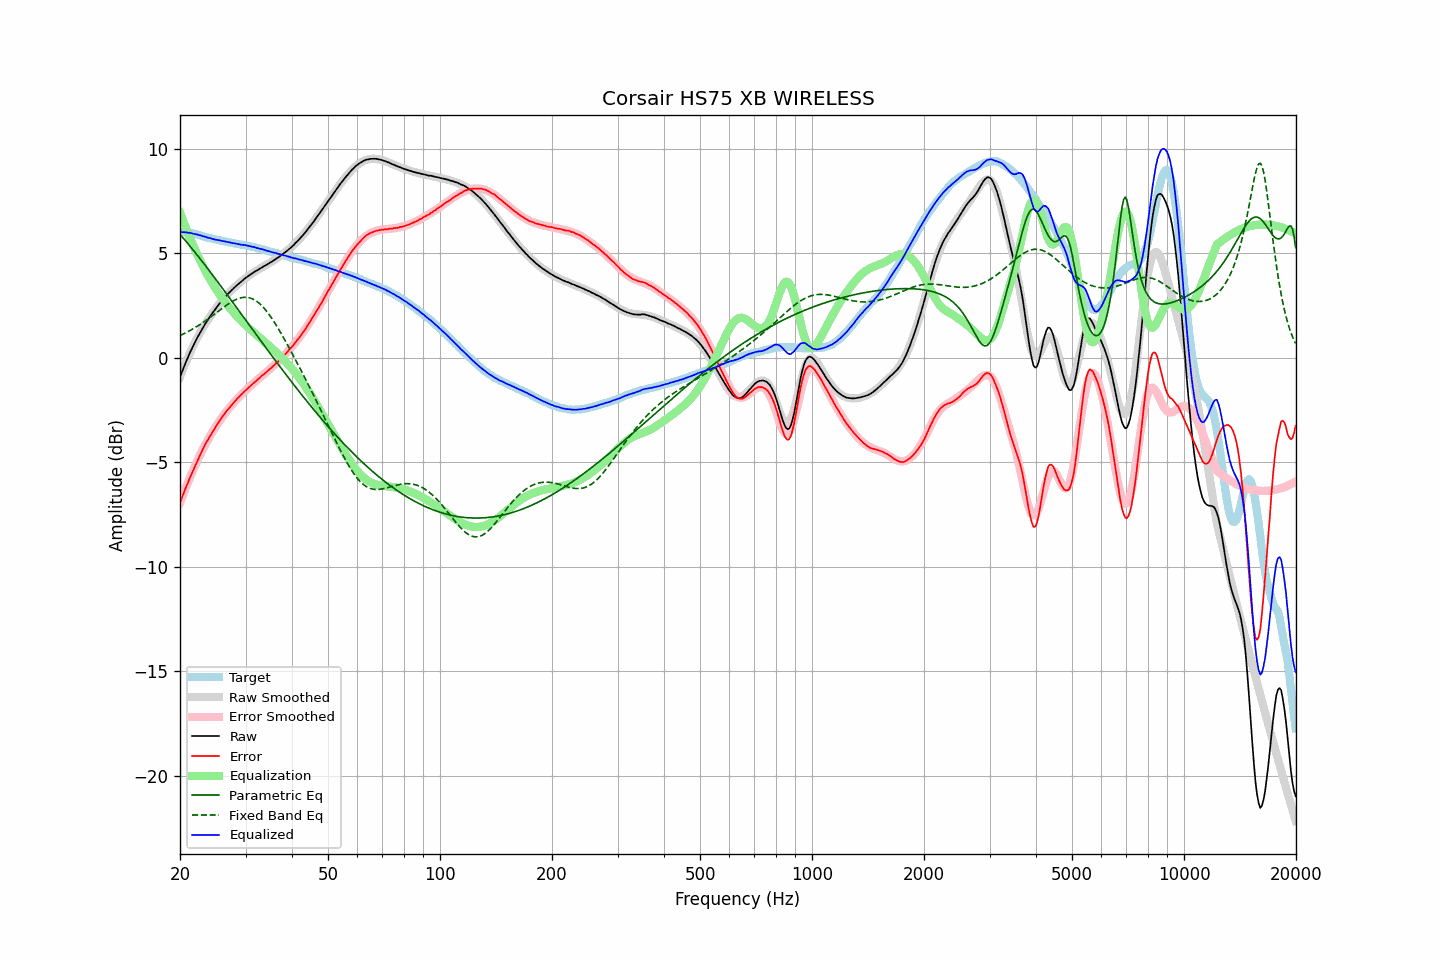 Corsair HS75 XB WIRELESS
10
5
0
−5
−10
−15
−20
Amplitude (dBr)
Target
Raw Smoothed
Error Smoothed
Raw
Error
Equalization
Parametric Eq
Fixed Band Eq
Equalized
20 50 100 200 500 1000 2000 5000 10000 20000
Frequency (Hz)